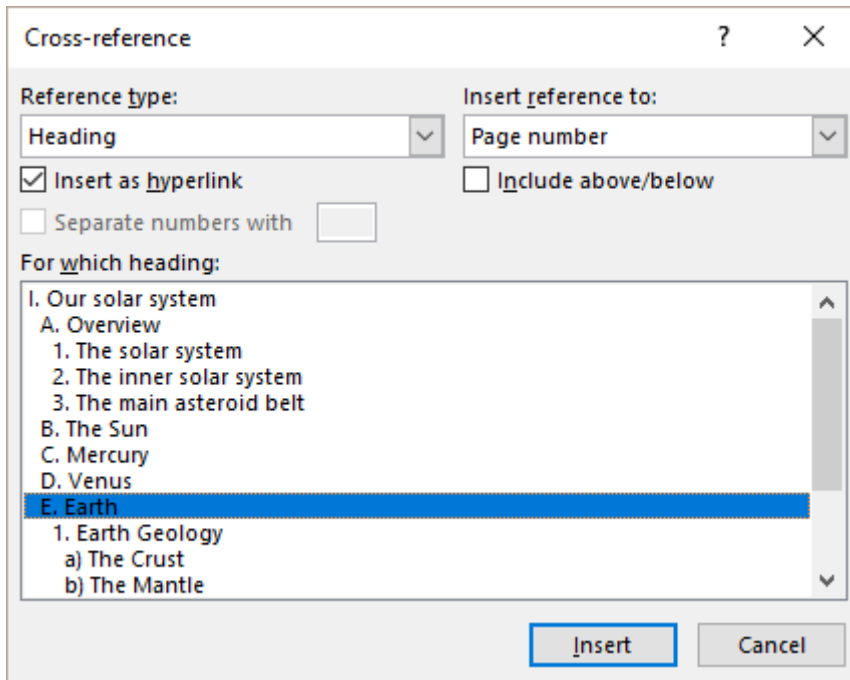 Cross-reference ?
Reference type: Insert reference to:
Heading Page number
Insert as hyperlink Include above/below
Separate numbers with
For which heading:
I. Our solar system
A. Overview
1. The solar system
2. The inner solar system
3. The main asteroid belt
B. The Sun
C. Mercury
D. Venus
E. Earth
1. Earth Geology
a) The Crust
b) The Mantle
Insert Cancel